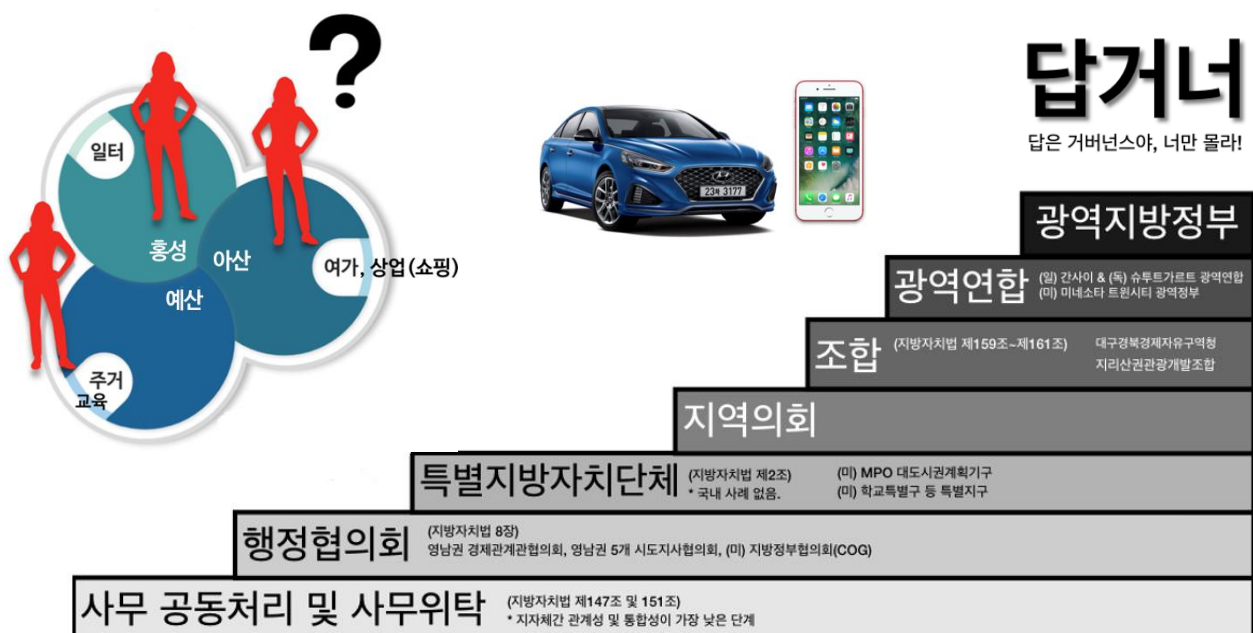 ?
답거너
답은 거버넌스야, 너만 몰라!
일터
홍성
아산
여가, 상업(쇼핑)
예산
주거
교육
23허 3177
광역지방정부
광역연합 (일) 간사이 & (독) 슈투트가르트 광역연합
(미) 미네소타 트윈시티 광역정부
조합 (지방자치법 제159조~제161조) 대구경북경제자유구역청
지리산권관광개발조합
지역의회
특별지방자치단체 (지방자치법 제2조) (미) MPO 대도시권계획기구
* 국내 사례 없음. (미) 학교특별구 등 특별지구
행정협의회 (지방자치법 8장)
영남권 경제관계관협의회, 영남권 5개 시도지사협의회, (미) 지방정부협의회(COG)
사무 공동처리 및 사무위탁 (지방자치법 제147조 및 151조)
* 지자체간 관계성 및 통합성이 가장 낮은 단계